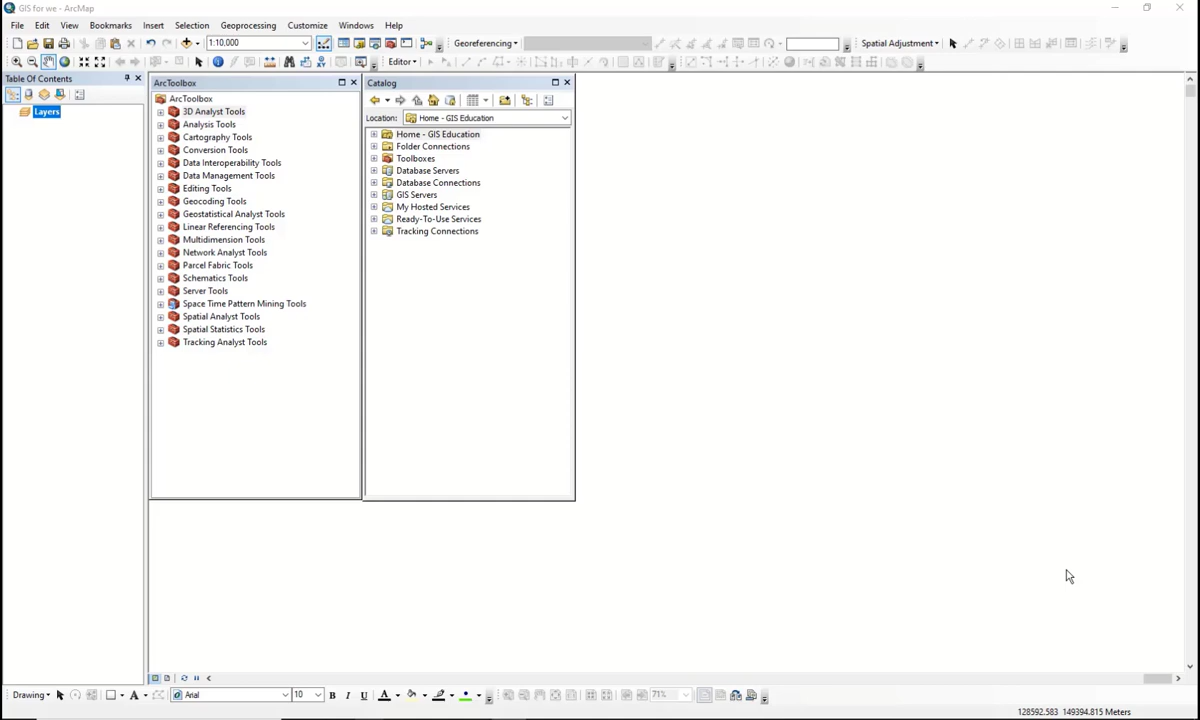 GIS for we - ArcMap
File Edit View Bookmarks Insert Selection Geoprocessing Customize Windows Help
1:10,000 Georeferencing Spatial Adjustment
Editor
Table Of Contents
Layers
ArcToolbox
ArcToolbox
3D Analyst Tools
Analysis Tools
Cartography Tools
Conversion Tools
Data Interoperability Tools
Data Management Tools
Editing Tools
Geocoding Tools
Geostatistical Analyst Tools
Linear Referencing Tools
Multidimension Tools
Network Analyst Tools
Parcel Fabric Tools
Schematics Tools
Server Tools
Space Time Pattern Mining Tools
Spatial Analyst Tools
Spatial Statistics Tools
Tracking Analyst Tools
Catalog
Location: Home - GIS Education
Home - GIS Education
Folder Connections
Toolboxes
Database Servers
Database Connections
GIS Servers
My Hosted Services
Ready-To-Use Services
Tracking Connections
Drawing A Arial 10 B I U A 71%
128592.583 149394.815 Meters